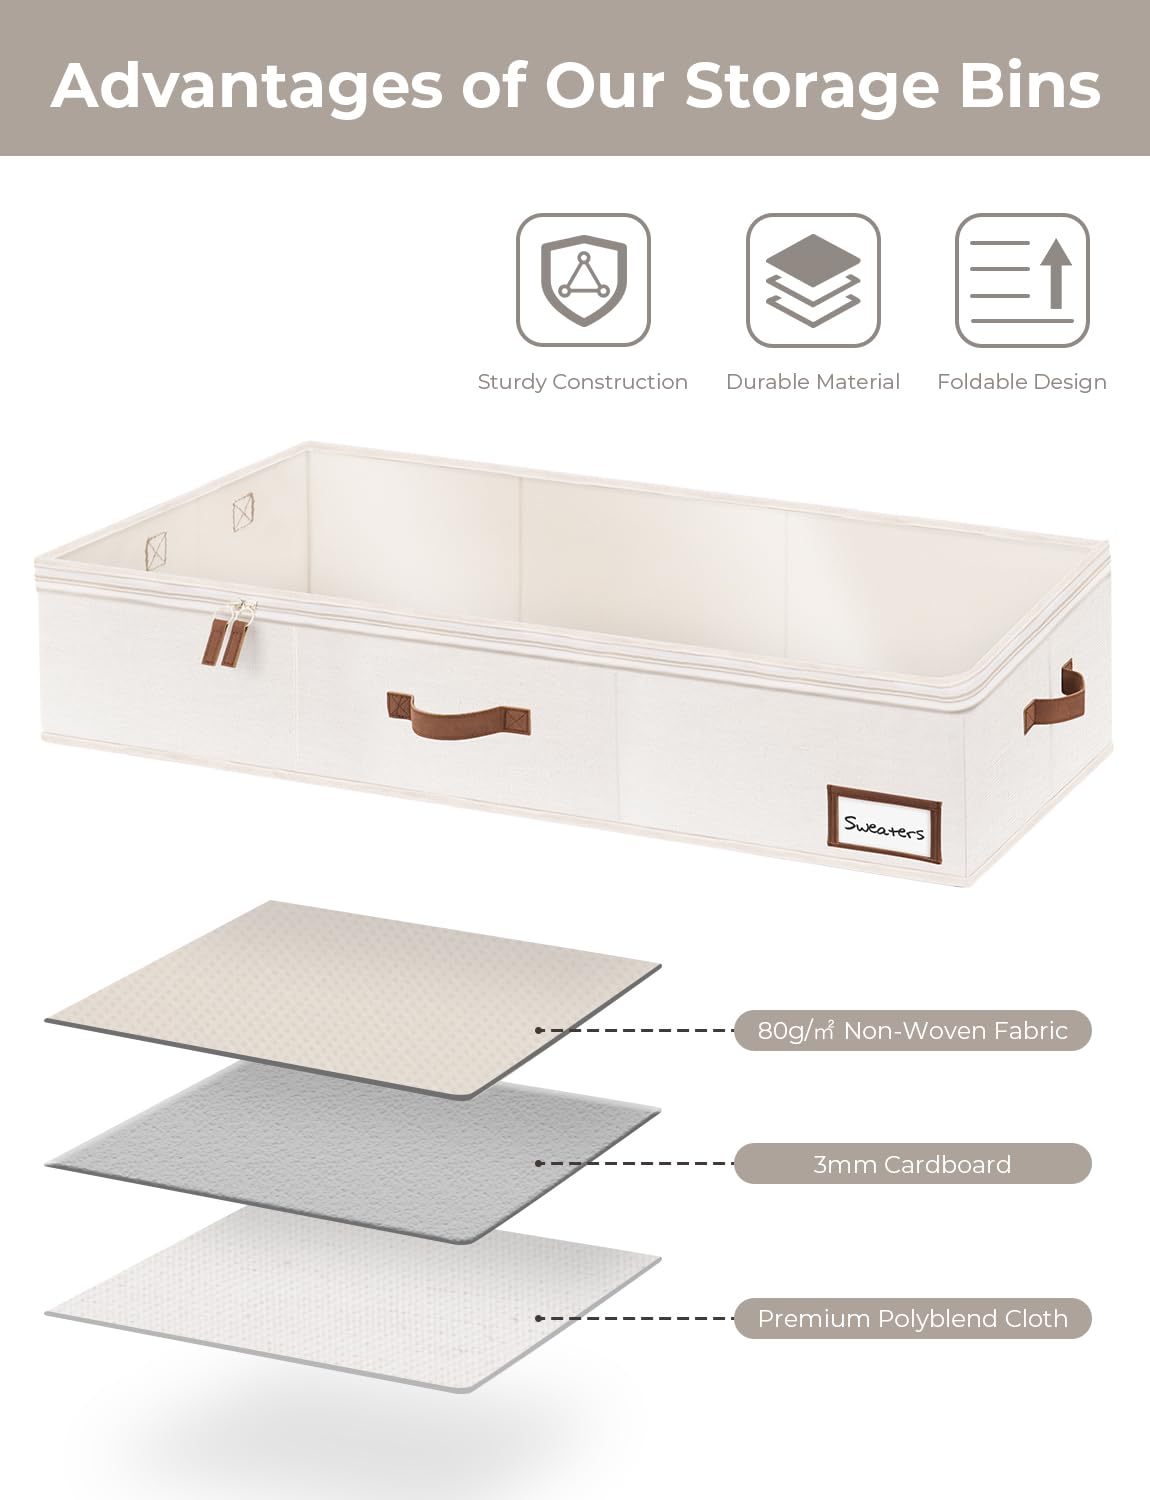 Advantages of Our Storage Bins
Sturdy Construction
Durable Material
Foldable Design
Sweaters
80g/㎡ Non-Woven Fabric
3mm Cardboard
Premium Polyblend Cloth